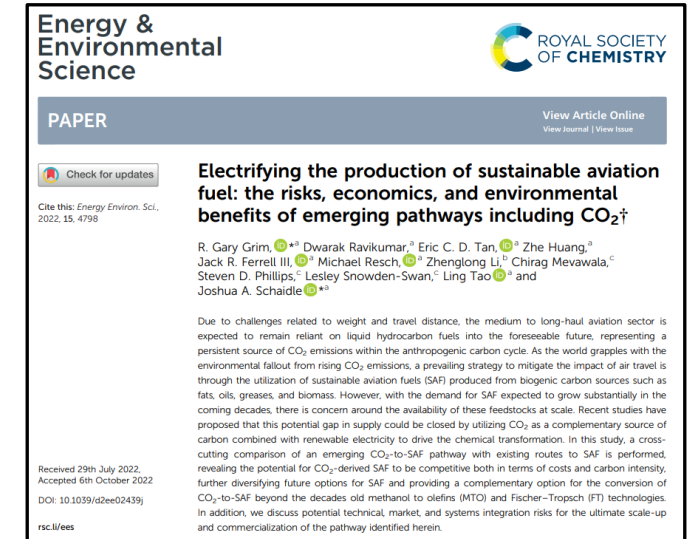 Energy &
Environmental
Science
ROYAL SOCIETY
OF CHEMISTRY
PAPER
View Article Online
View Journal | View Issue
Check for updates
Cite this: Energy Environ. Sci.,
2022, 15, 4798
Electrifying the production of sustainable aviation
fuel: the risks, economics, and environmental
benefits of emerging pathways including CO₂†
R. Gary Grim, iD *ᵃ Dwarak Ravikumar,ᵃ Eric C. D. Tan, iD ᵃ Zhe Huang,ᵃ
Jack R. Ferrell III, iD ᵃ Michael Resch, iD ᵃ Zhenglong Li,ᵇ Chirag Mevawala,ᶜ
Steven D. Phillips,ᶜ Lesley Snowden-Swan,ᶜ Ling Tao iD ᵃ and
Joshua A. Schaidle iD *ᵃ
Due to challenges related to weight and travel distance, the medium to long-haul aviation sector is
expected to remain reliant on liquid hydrocarbon fuels into the foreseeable future, representing a
persistent source of CO₂ emissions within the anthropogenic carbon cycle. As the world grapples with the
environmental fallout from rising CO₂ emissions, a prevailing strategy to mitigate the impact of air travel is
through the utilization of sustainable aviation fuels (SAF) produced from biogenic carbon sources such as
fats, oils, greases, and biomass. However, with the demand for SAF expected to grow substantially in the
coming decades, there is concern around the availability of these feedstocks at scale. Recent studies have
proposed that this potential gap in supply could be closed by utilizing CO₂ as a complementary source of
carbon combined with renewable electricity to drive the chemical transformation. In this study, a cross-
cutting comparison of an emerging CO₂-to-SAF pathway with existing routes to SAF is performed,
revealing the potential for CO₂-derived SAF to be competitive both in terms of costs and carbon intensity,
further diversifying future options for SAF and providing a complementary option for the conversion of
CO₂-to-SAF beyond the decades old methanol to olefins (MTO) and Fischer–Tropsch (FT) technologies.
In addition, we discuss potential technical, market, and systems integration risks for the ultimate scale-up
and commercialization of the pathway identified herein.
Received 29th July 2022,
Accepted 6th October 2022
DOI: 10.1039/d2ee02439j
rsc.li/ees